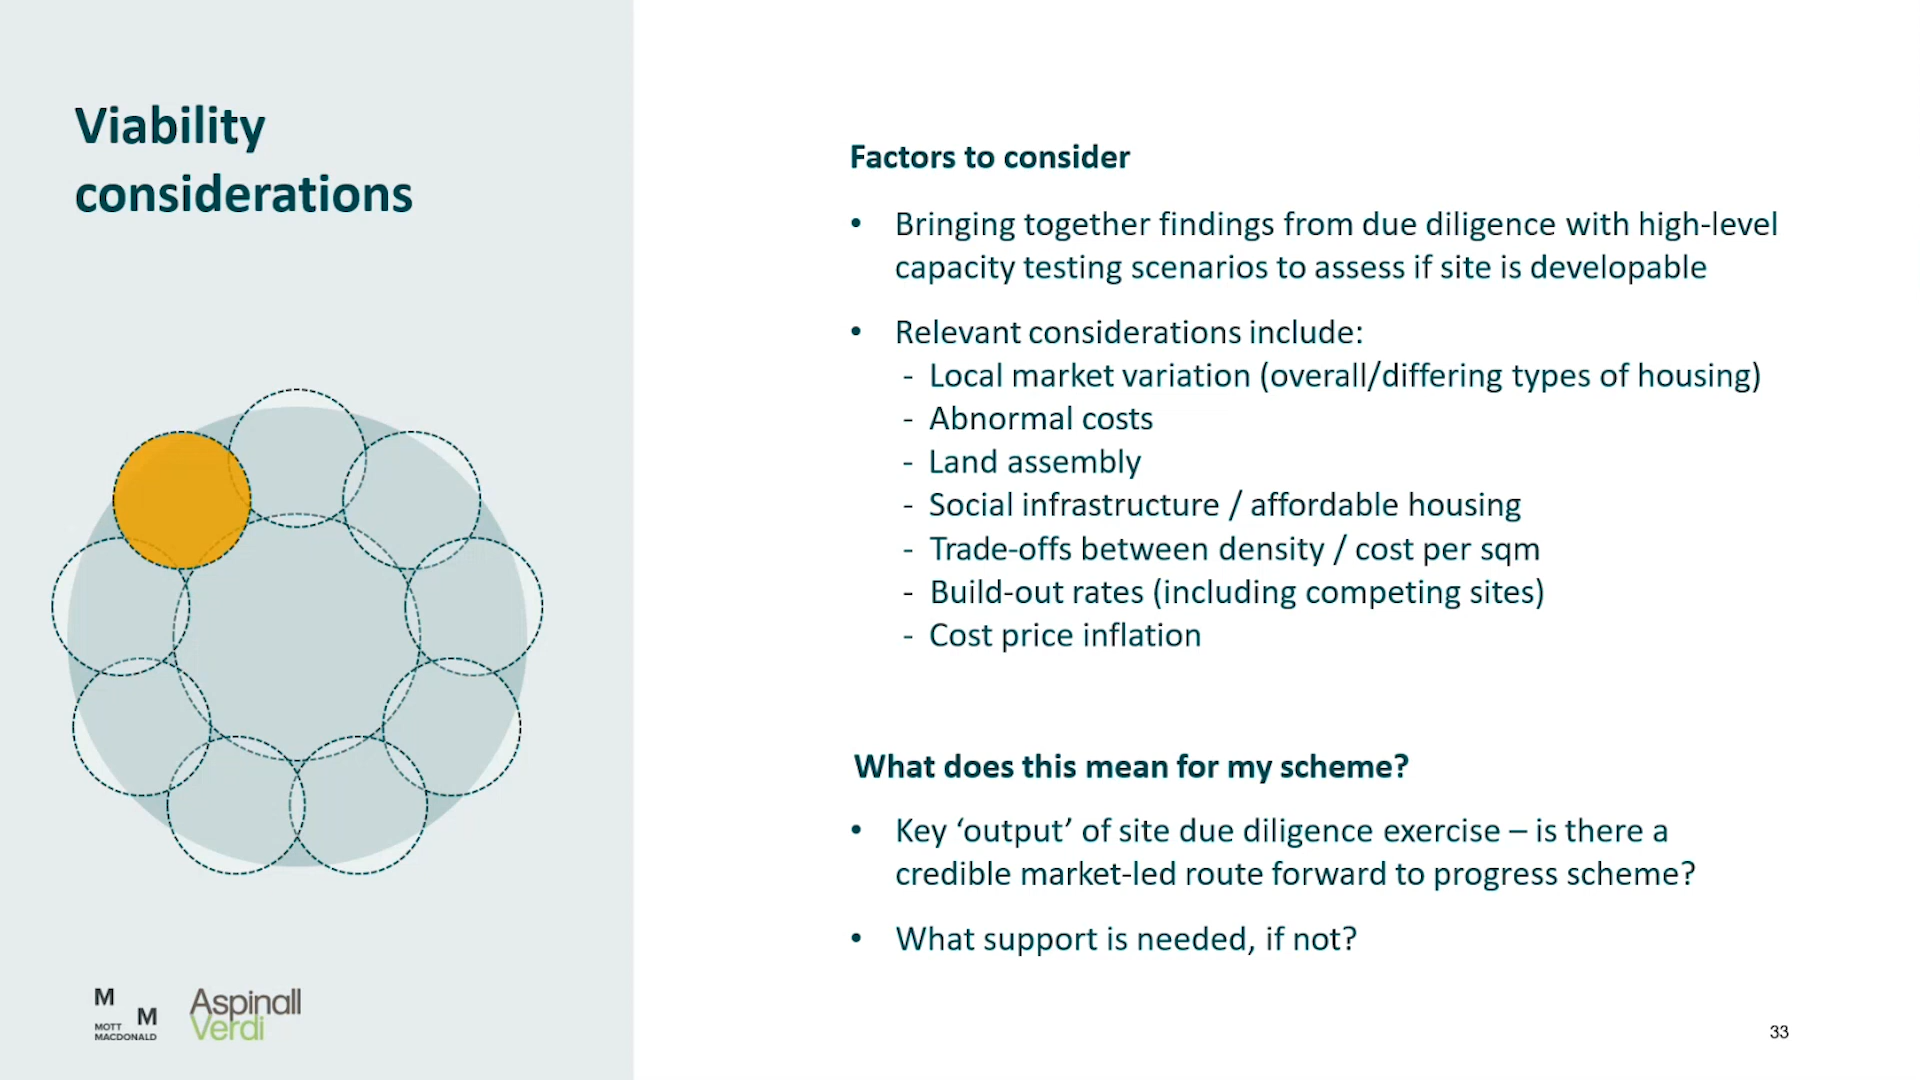 Viability
considerations
Factors to consider
• Bringing together findings from due diligence with high-level
capacity testing scenarios to assess if site is developable
• Relevant considerations include:
- Local market variation (overall/differing types of housing)
- Abnormal costs
- Land assembly
- Social infrastructure / affordable housing
- Trade-offs between density / cost per sqm
- Build-out rates (including competing sites)
- Cost price inflation
What does this mean for my scheme?
• Key ‘output’ of site due diligence exercise – is there a
credible market-led route forward to progress scheme?
• What support is needed, if not?
M
M
MOTT
MACDONALD
Aspinall
Verdi
33